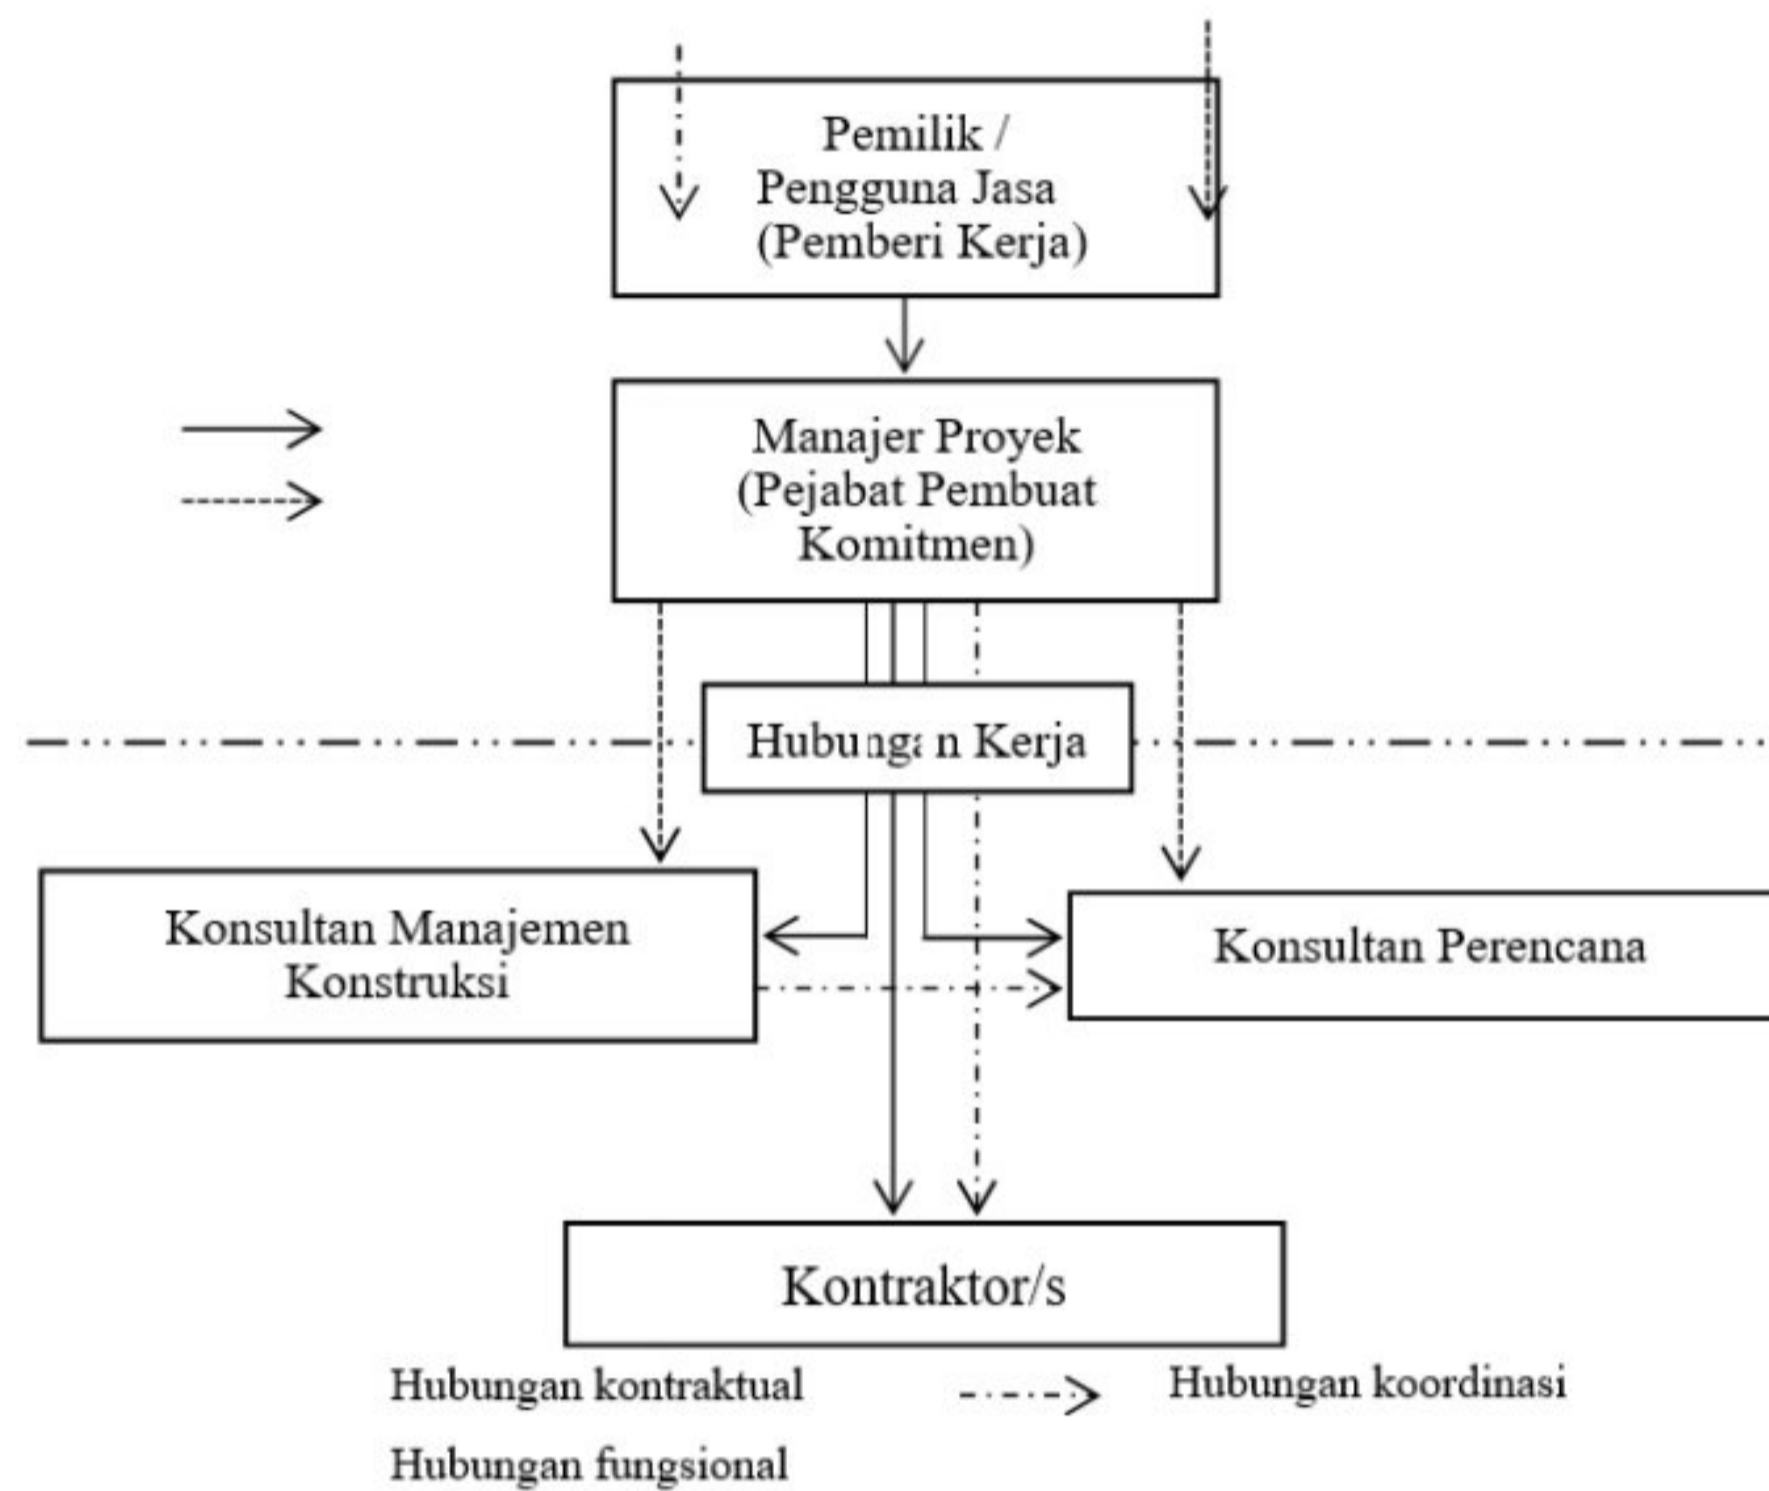 Pemilik /
Pengguna Jasa
(Pemberi Kerja)
Manajer Proyek
(Pejabat Pembuat
Komitmen)
Hubungan Kerja
Konsultan Manajemen
Konstruksi
Konsultan Perencana
Kontraktor/s
Hubungan kontraktual
Hubungan koordinasi
Hubungan fungsional